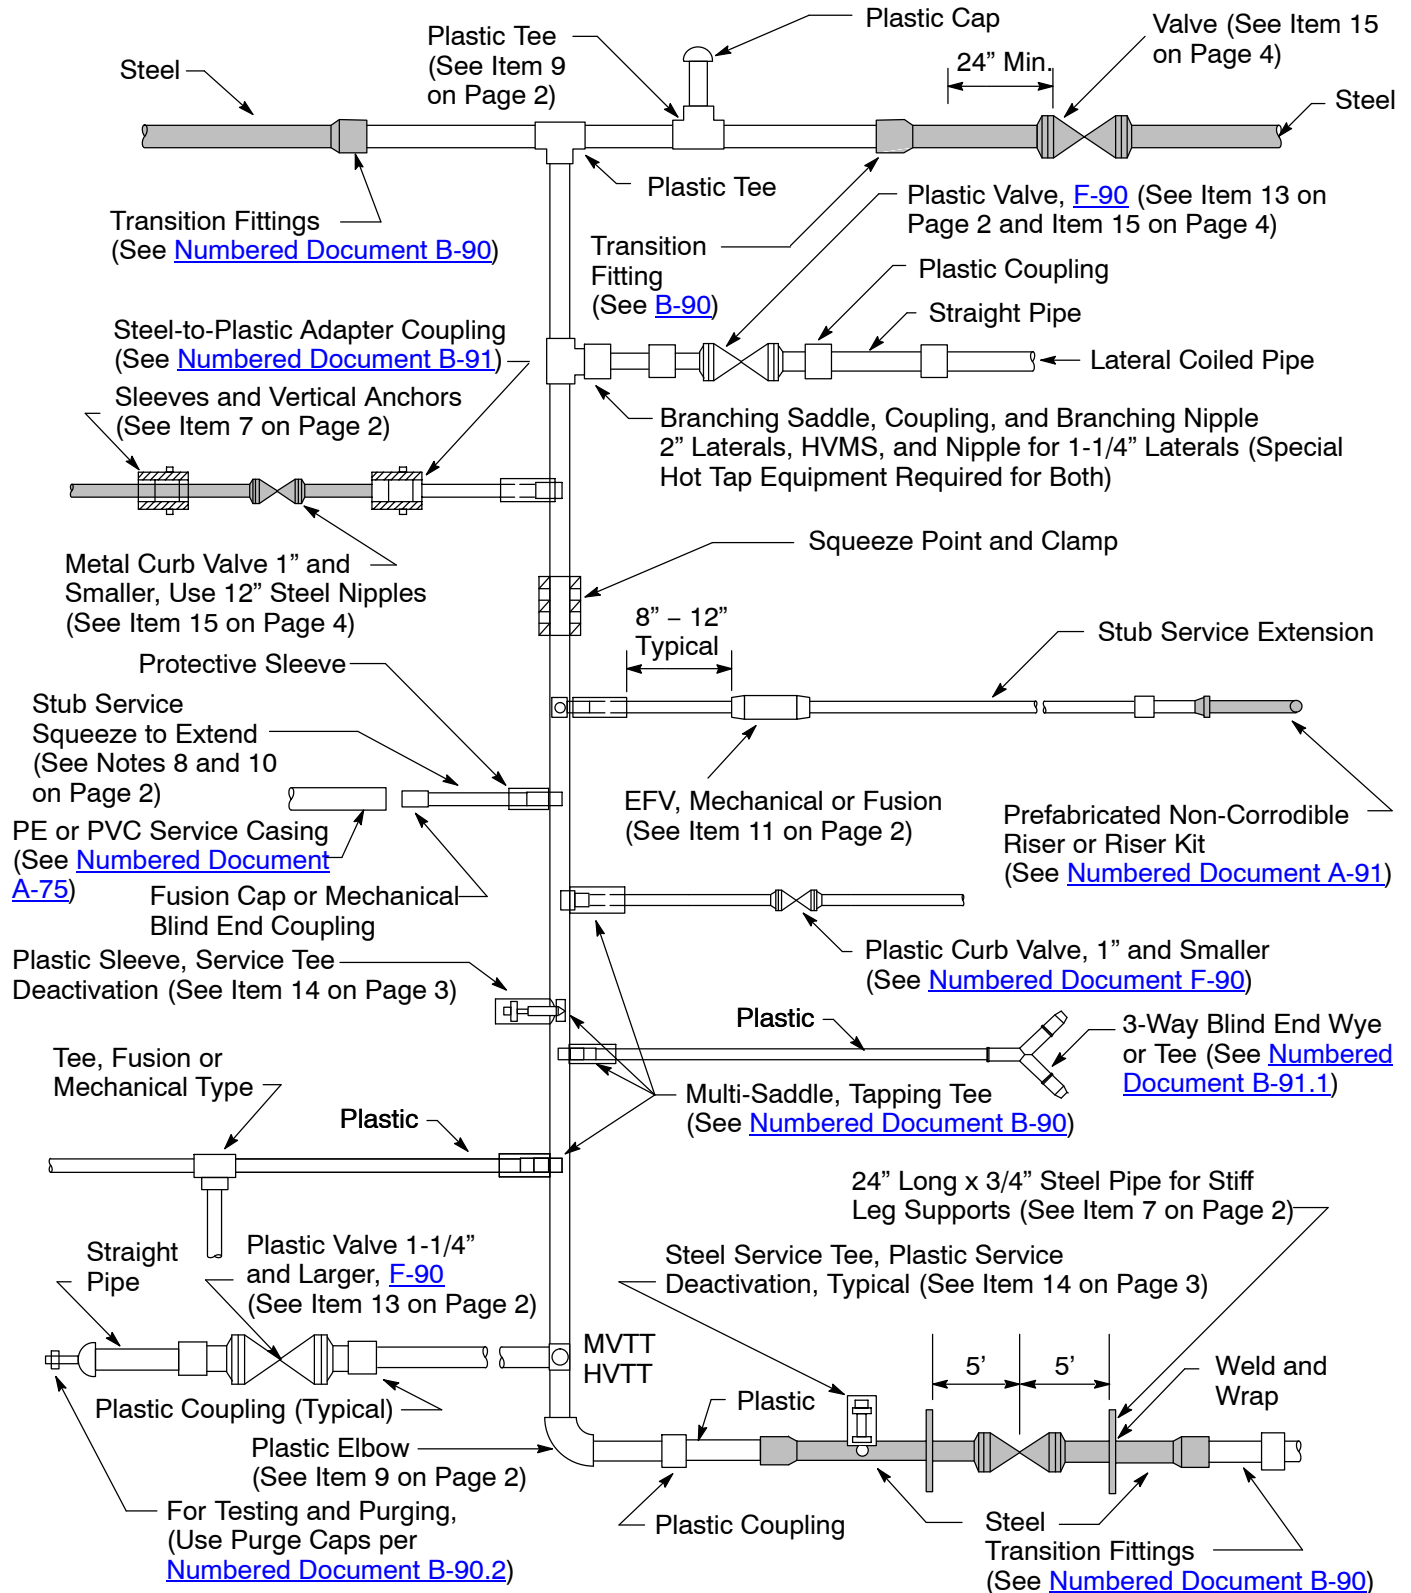 Plastic Cap
Plastic Tee
(See Item 9
on Page 2)
Valve (See Item 15
on Page 4)
24” Min.
Steel
Steel
Plastic Tee
Transition Fittings
(See Numbered Document B-90)
Plastic Valve, F-90 (See Item 13 on
Page 2 and Item 15 on Page 4)
Transition
Fitting
(See B-90)
Plastic Coupling
Straight Pipe
Lateral Coiled Pipe
Steel-to-Plastic Adapter Coupling
(See Numbered Document B-91)
Sleeves and Vertical Anchors
(See Item 7 on Page 2)
Branching Saddle, Coupling, and Branching Nipple
2” Laterals, HVMS, and Nipple for 1-1/4” Laterals (Special
Hot Tap Equipment Required for Both)
Squeeze Point and Clamp
Metal Curb Valve 1” and
Smaller, Use 12” Steel Nipples
(See Item 15 on Page 4)
8” – 12”
Typical
Stub Service Extension
Protective Sleeve
Stub Service
Squeeze to Extend
(See Notes 8 and 10
on Page 2)
EFV, Mechanical or Fusion
(See Item 11 on Page 2)
Prefabricated Non-Corrodible
Riser or Riser Kit
(See Numbered Document A-91)
PE or PVC Service Casing
(See Numbered Document
A-75)
Fusion Cap or Mechanical
Blind End Coupling
Plastic Curb Valve, 1” and Smaller
(See Numbered Document F-90)
Plastic Sleeve, Service Tee
Deactivation (See Item 14 on Page 3)
Plastic
3-Way Blind End Wye
or Tee (See Numbered
Document B-91.1)
Tee, Fusion or
Mechanical Type
Multi-Saddle, Tapping Tee
(See Numbered Document B-90)
Plastic
24” Long x 3/4” Steel Pipe for Stiff
Leg Supports (See Item 7 on Page 2)
Straight
Pipe
Plastic Valve 1-1/4”
and Larger, F-90
(See Item 13 on Page 2)
Steel Service Tee, Plastic Service
Deactivation, Typical (See Item 14 on Page 3)
MVTT
HVTT
5’
5’
Weld and
Wrap
Plastic Coupling (Typical)
Plastic
Plastic Elbow
(See Item 9 on Page 2)
For Testing and Purging,
(Use Purge Caps per
Numbered Document B-90.2)
Plastic Coupling
Steel
Transition Fittings
(See Numbered Document B-90)